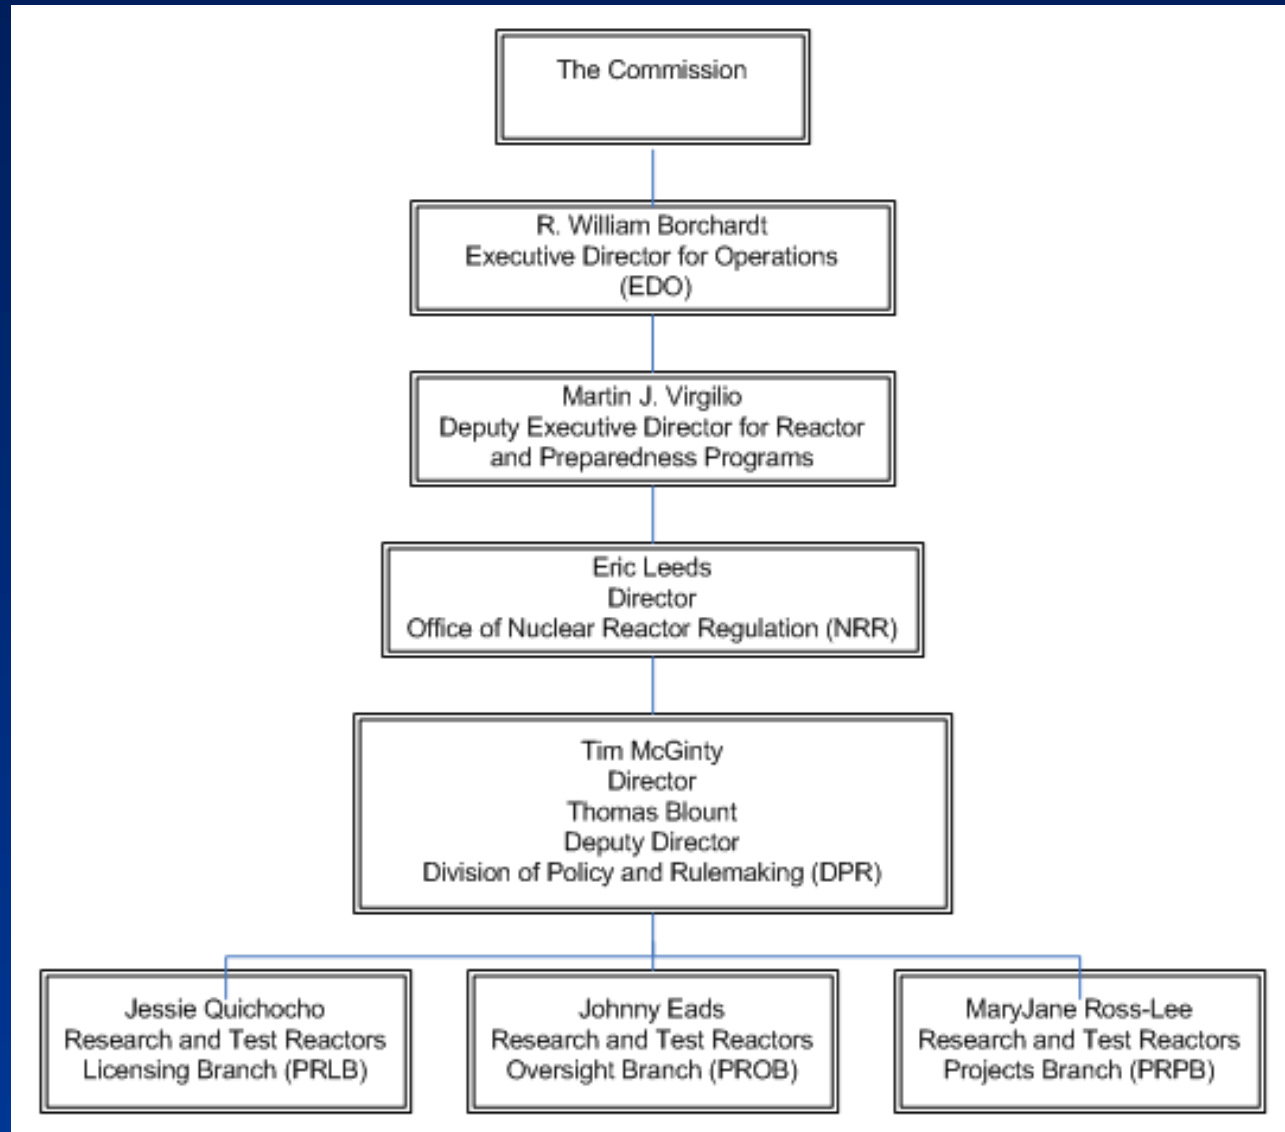 The Commission
R. William Borchardt
Executive Director for Operations
(EDO)
Martin J. Virgilio
Deputy Executive Director for Reactor
and Preparedness Programs
Eric Leeds
Director
Office of Nuclear Reactor Regulation (NRR)
Tim McGinty
Director
Thomas Blount
Deputy Director
Division of Policy and Rulemaking (DPR)
Jessie Quichocho
Research and Test Reactors
Licensing Branch (PRLB)
Johnny Eads
Research and Test Reactors
Oversight Branch (PROB)
MaryJane Ross-Lee
Research and Test Reactors
Projects Branch (PRPB)